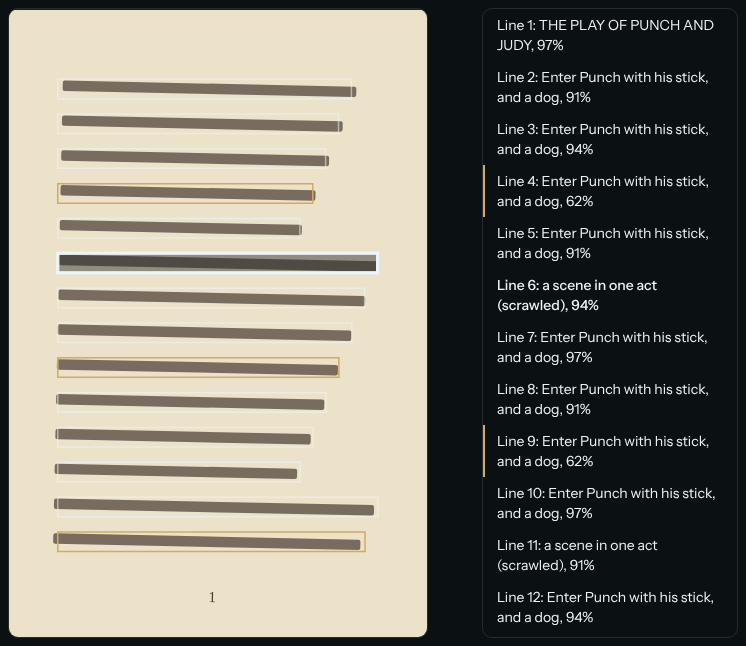 1
Line 1: THE PLAY OF PUNCH AND
JUDY, 97%
Line 2: Enter Punch with his stick,
and a dog, 91%
Line 3: Enter Punch with his stick,
and a dog, 94%
Line 4: Enter Punch with his stick,
and a dog, 62%
Line 5: Enter Punch with his stick,
and a dog, 91%
Line 6: a scene in one act
(scrawled), 94%
Line 7: Enter Punch with his stick,
and a dog, 97%
Line 8: Enter Punch with his stick,
and a dog, 91%
Line 9: Enter Punch with his stick,
and a dog, 62%
Line 10: Enter Punch with his stick,
and a dog, 97%
Line 11: a scene in one act
(scrawled), 91%
Line 12: Enter Punch with his stick,
and a dog, 94%